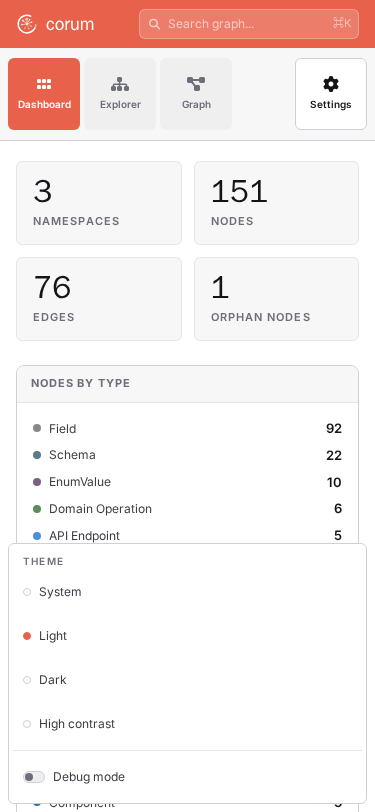 corum
Search graph...
⌘K
Dashboard
Explorer
Graph
Settings
3
NAMESPACES
151
NODES
76
EDGES
1
ORPHAN NODES
NODES BY TYPE
Field 92
Schema 22
EnumValue 10
Domain Operation 6
API Endpoint 5
THEME
System
Light
Dark
High contrast
Debug mode